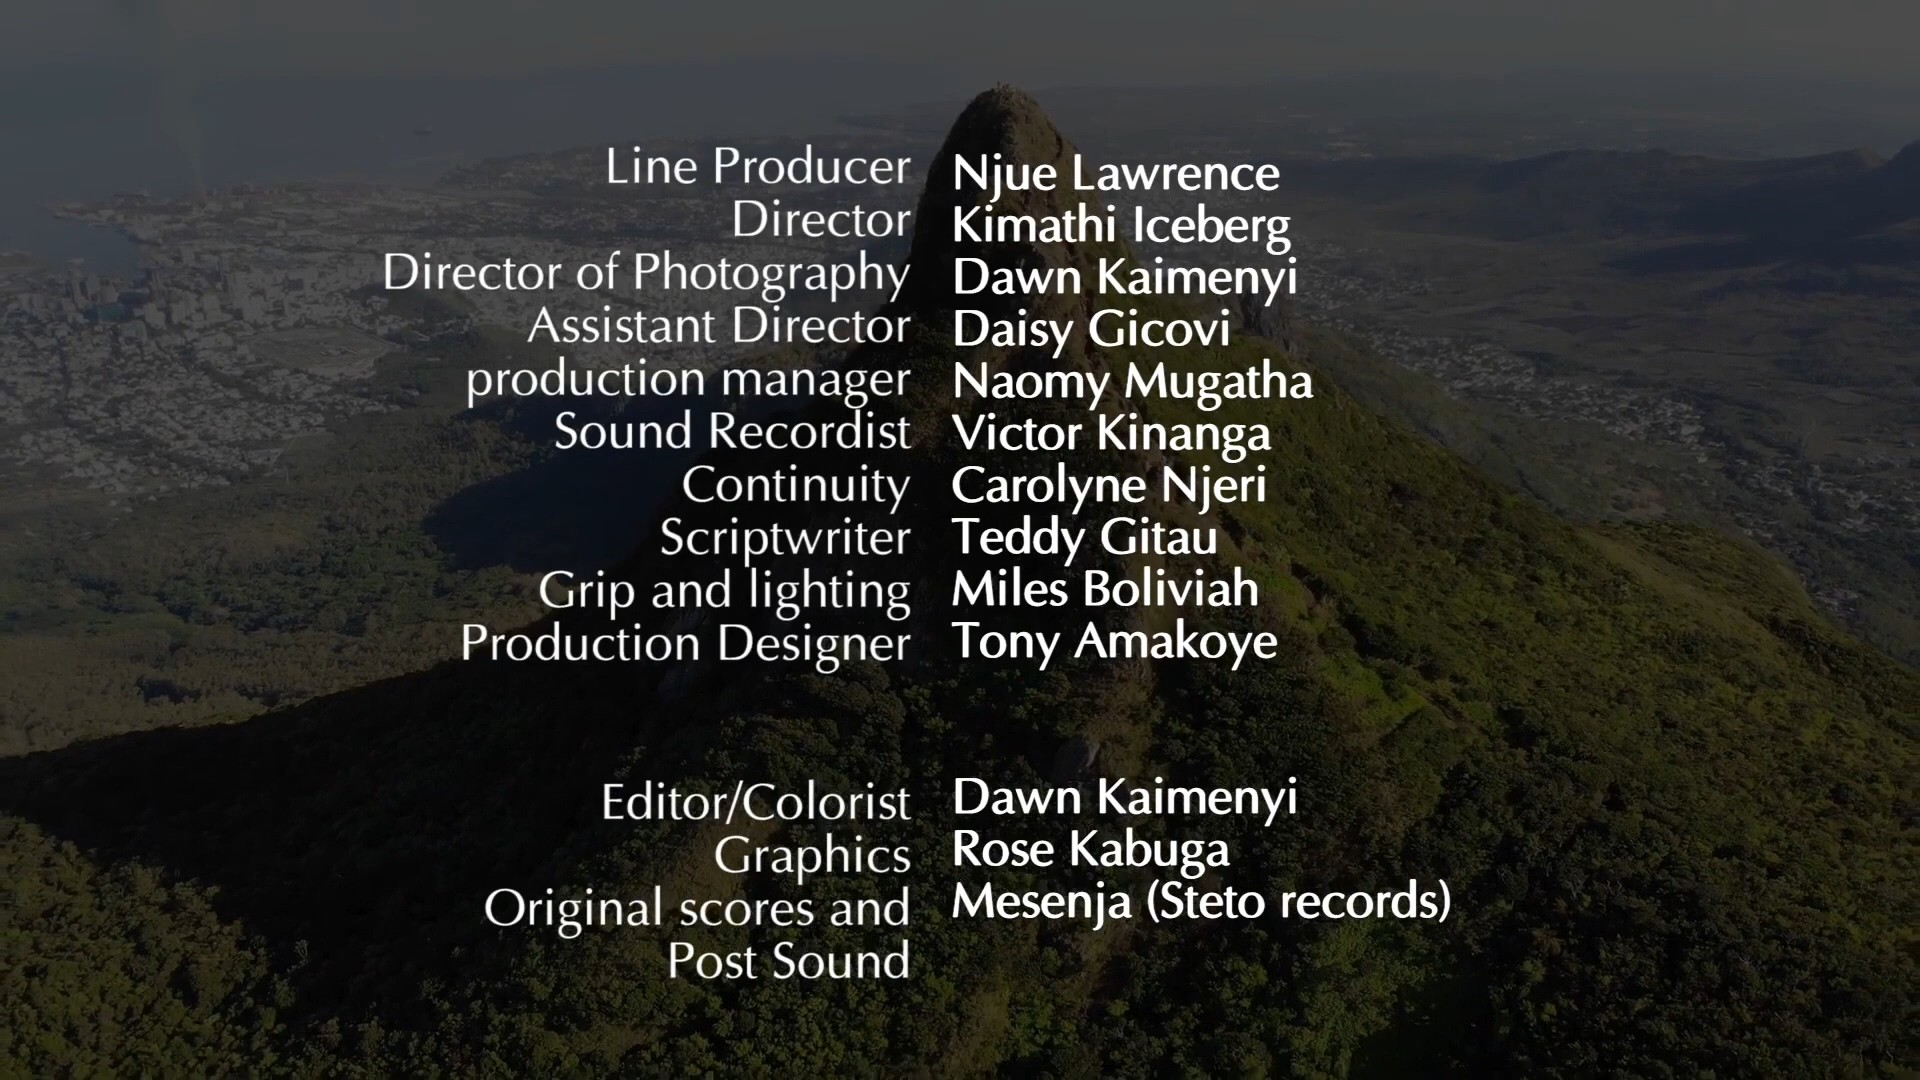 Line Producer Njue Lawrence
Director Kimathi Iceberg
Director of Photography Dawn Kaimenyi
Assistant Director Daisy Gicovi
production manager Naomy Mugatha
Sound Recordist Victor Kinanga
Continuity Carolyne Njeri
Scriptwriter Teddy Gitau
Grip and lighting Miles Boliviah
Production Designer Tony Amakoye
Editor/Colorist Dawn Kaimenyi
Graphics Rose Kabuga
Original scores and Mesenja (Steto records)
Post Sound